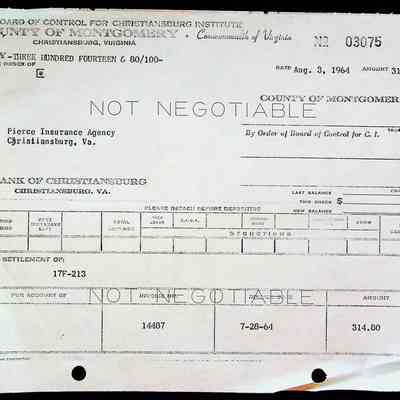 BOARD OF CONTROL FOR CHRISTIANSBURG INSTITUTE
COUNTY OF MONTGOMERY - Commonwealth of Virginia
CHRISTIANSBURG, VIRGINIA
NO 03075
Y -THREE HUNDRED FOURTEEN & 80/100-
ORDER OF
DATE Aug. 3, 1964 AMOUNT 31
NOT NEGOTIABLE
COUNTY OF MONTGOMER
Pierce Insurance Agency
Christiansburg, Va.
By Order of Board of Control for C. I.
BANK OF CHRISTIANSBURG
CHRISTIANSBURG, VA.
LAST BALANCE
THIS CHECK $
NEW BALANCE
PLEASE DETACH BEFORE DEPOSITING
TOTAL
DEDUCTIONS
SETTLEMENT OF:
17F-213
NOT NEGOTIABLE
FOR ACCOUNT OF INVOICE NO. AMOUNT
14487 7-28-64 314.80